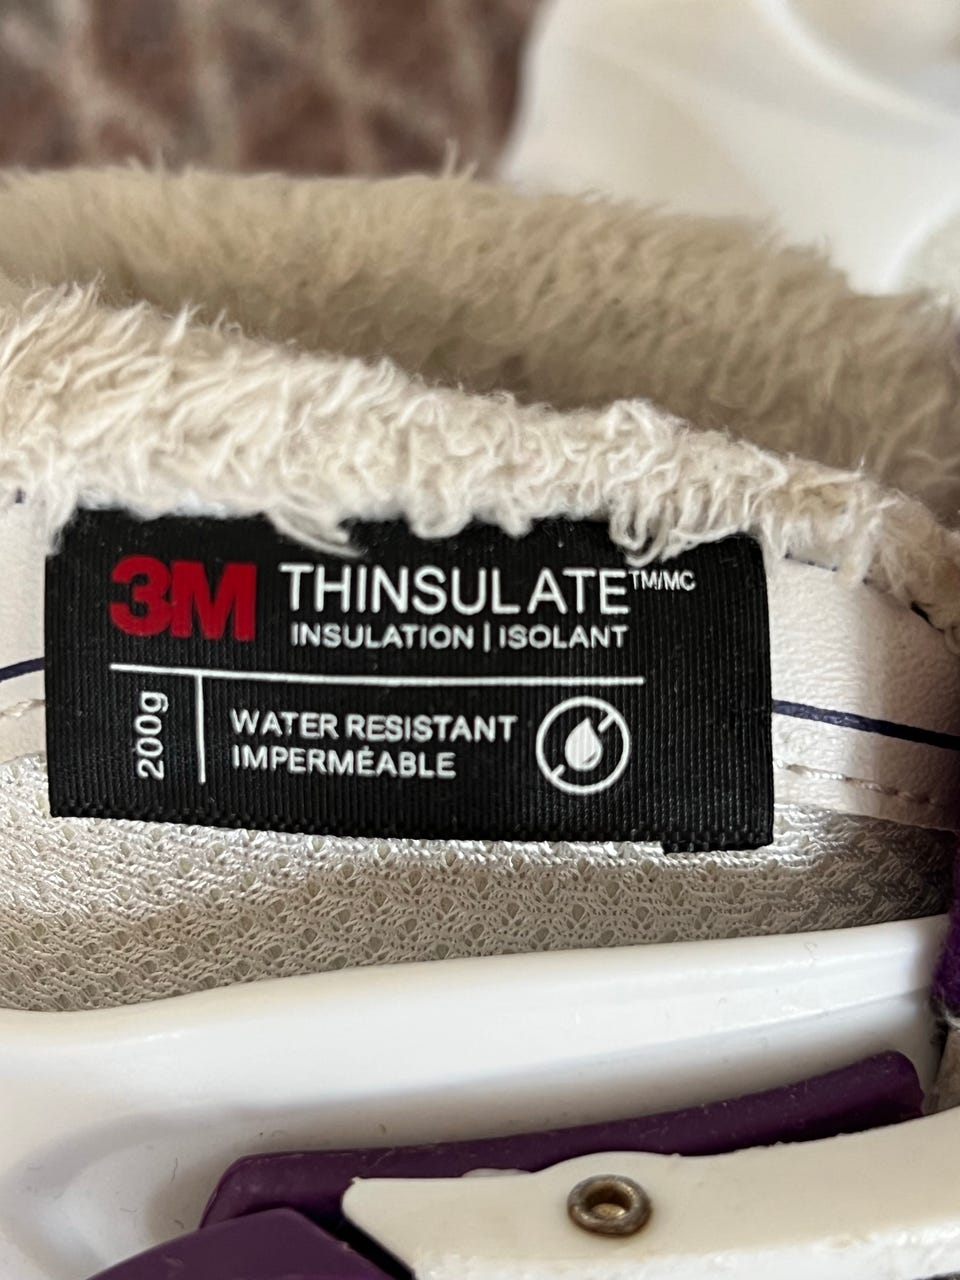 3M THINSULATE™/MC
INSULATION | ISOLANT
200g
WATER RESISTANT
IMPERMÉABLE